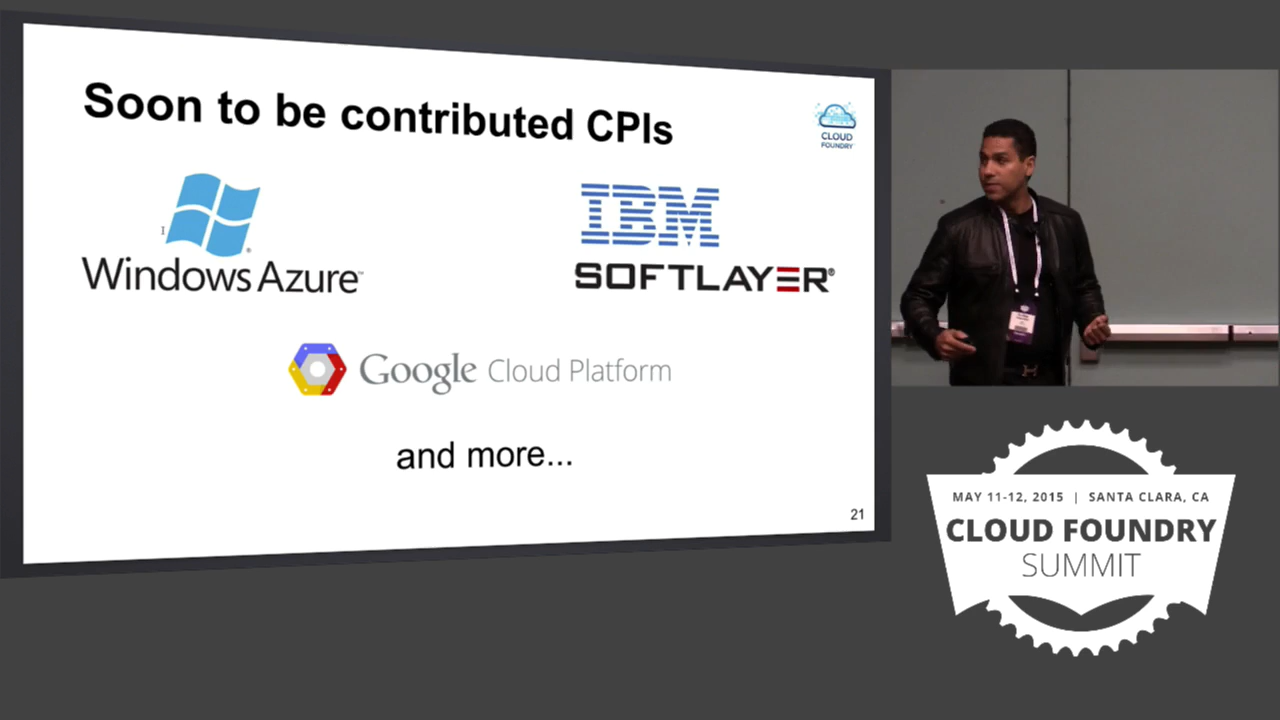 Soon to be contributed CPIs
CLOUD
FOUNDRY
Windows Azure™
IBM
SOFTLAYER®
Google Cloud Platform
and more...
21
MAY 11-12, 2015 | SANTA CLARA, CA
CLOUD FOUNDRY
SUMMIT